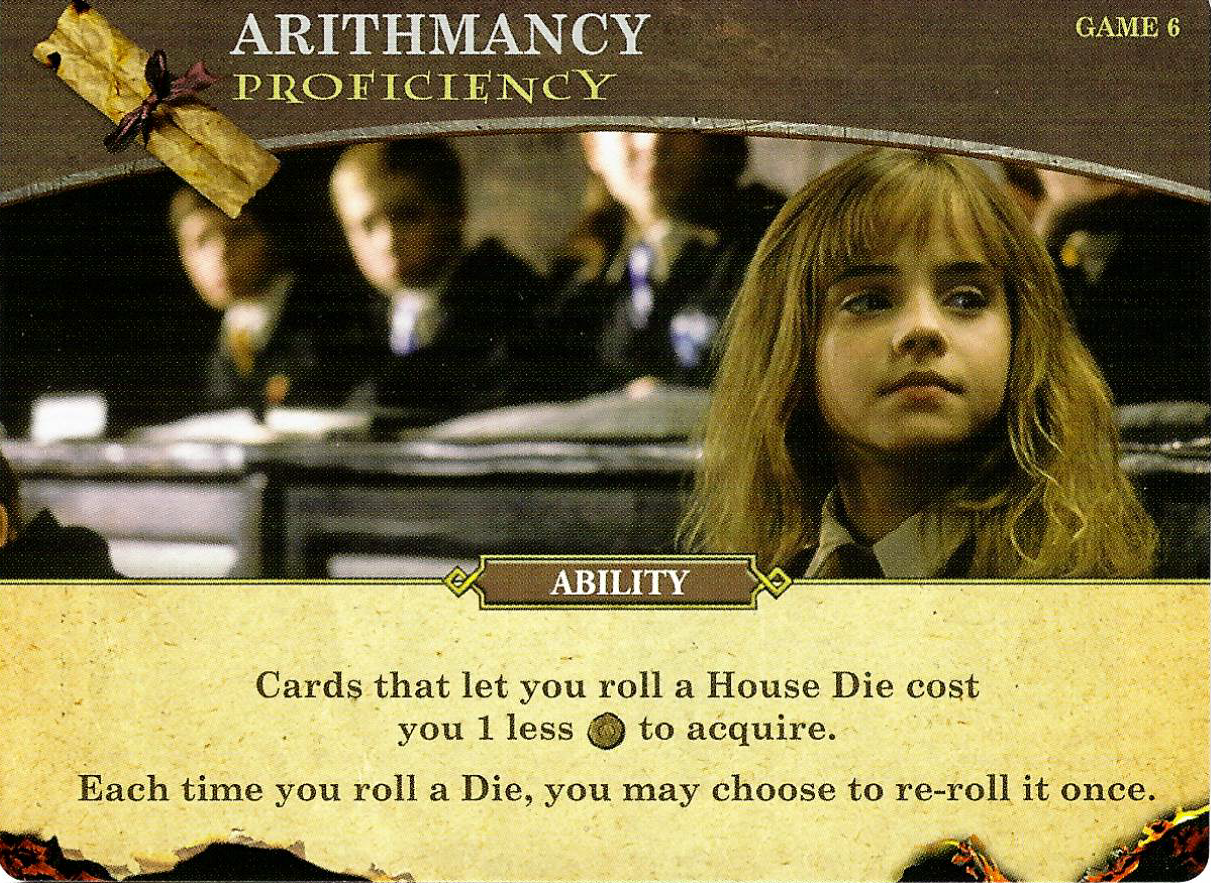 ARITHMANCY
PROFICIENCY
GAME 6
ABILITY
Cards that let you roll a House Die cost
you 1 less to acquire.
Each time you roll a Die, you may choose to re-roll it once.